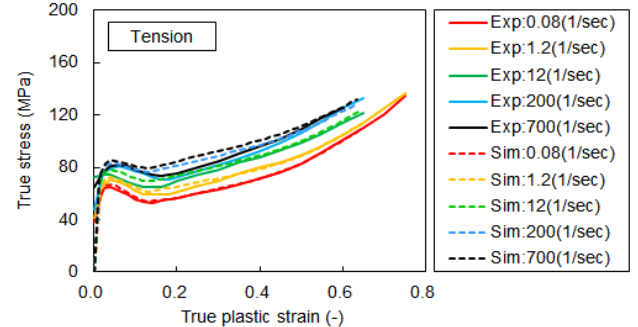 200
160
120
80
40
0
True stress (MPa)
Tension
0.0 0.2 0.4 0.6 0.8
True plastic strain (-)
Exp:0.08(1/sec)
Exp:1.2(1/sec)
Exp:12(1/sec)
Exp:200(1/sec)
Exp:700(1/sec)
Sim:0.08(1/sec)
Sim:1.2(1/sec)
Sim:12(1/sec)
Sim:200(1/sec)
Sim:700(1/sec)